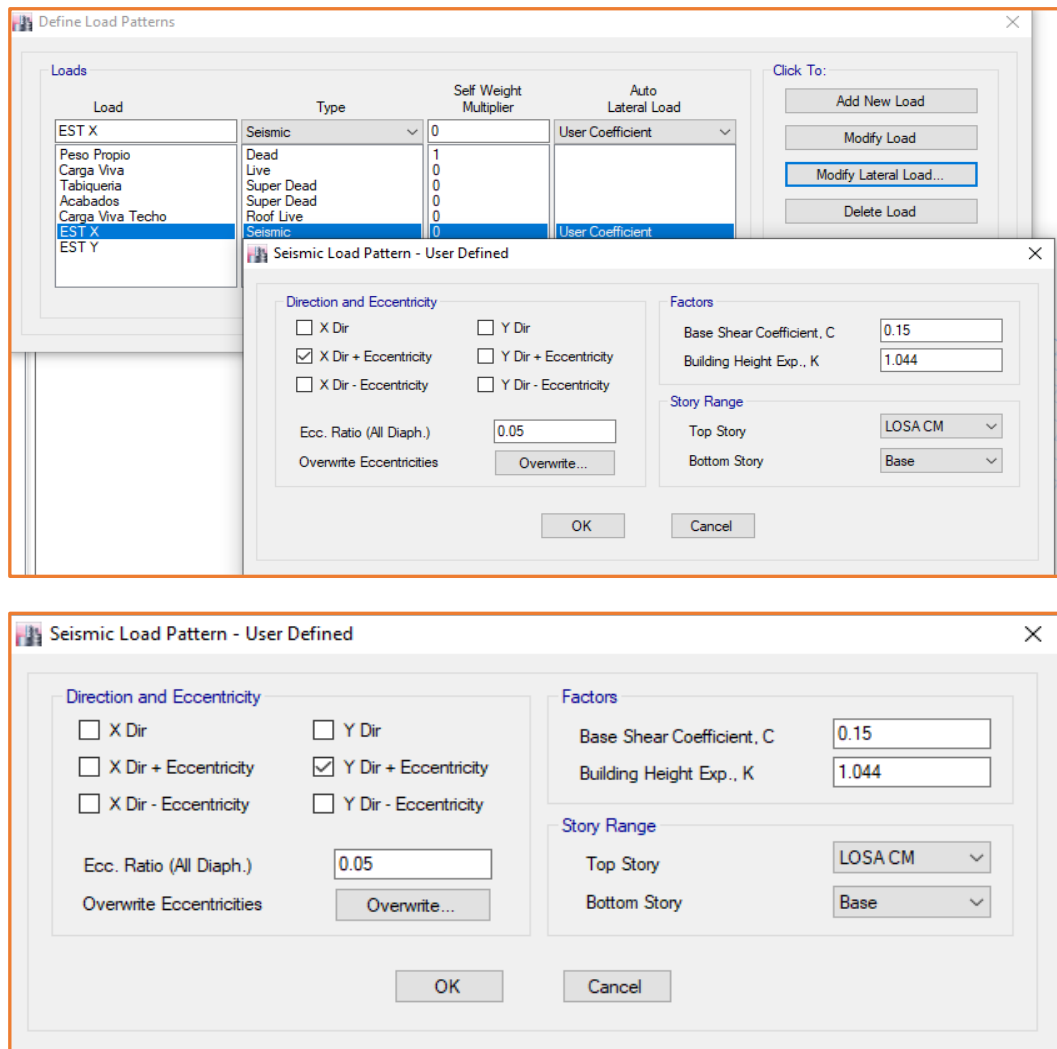 Define Load Patterns
Loads
Click To:
Load
Type
Self Weight
Multiplier
Auto
Lateral Load
EST X
Seismic
0
User Coefficient
Add New Load
Modify Load
Modify Lateral Load...
Delete Load
Peso Propio Dead 1
Carga Viva Live 0
Tabiqueria Super Dead 0
Acabados Super Dead 0
Carga Viva Techo Roof Live 0
EST X Seismic 0 User Coefficient
EST Y
Seismic Load Pattern - User Defined
Direction and Eccentricity
X Dir Y Dir
X Dir + Eccentricity Y Dir + Eccentricity
X Dir - Eccentricity Y Dir - Eccentricity
Ecc. Ratio (All Diaph.) 0.05
Overwrite Eccentricities Overwrite...
Factors
Base Shear Coefficient, C 0.15
Building Height Exp., K 1.044
Story Range
Top Story LOSA CM
Bottom Story Base
OK Cancel
Seismic Load Pattern - User Defined
Direction and Eccentricity
X Dir Y Dir
X Dir + Eccentricity Y Dir + Eccentricity
X Dir - Eccentricity Y Dir - Eccentricity
Ecc. Ratio (All Diaph.) 0.05
Overwrite Eccentricities Overwrite...
Factors
Base Shear Coefficient, C 0.15
Building Height Exp., K 1.044
Story Range
Top Story LOSA CM
Bottom Story Base
OK Cancel